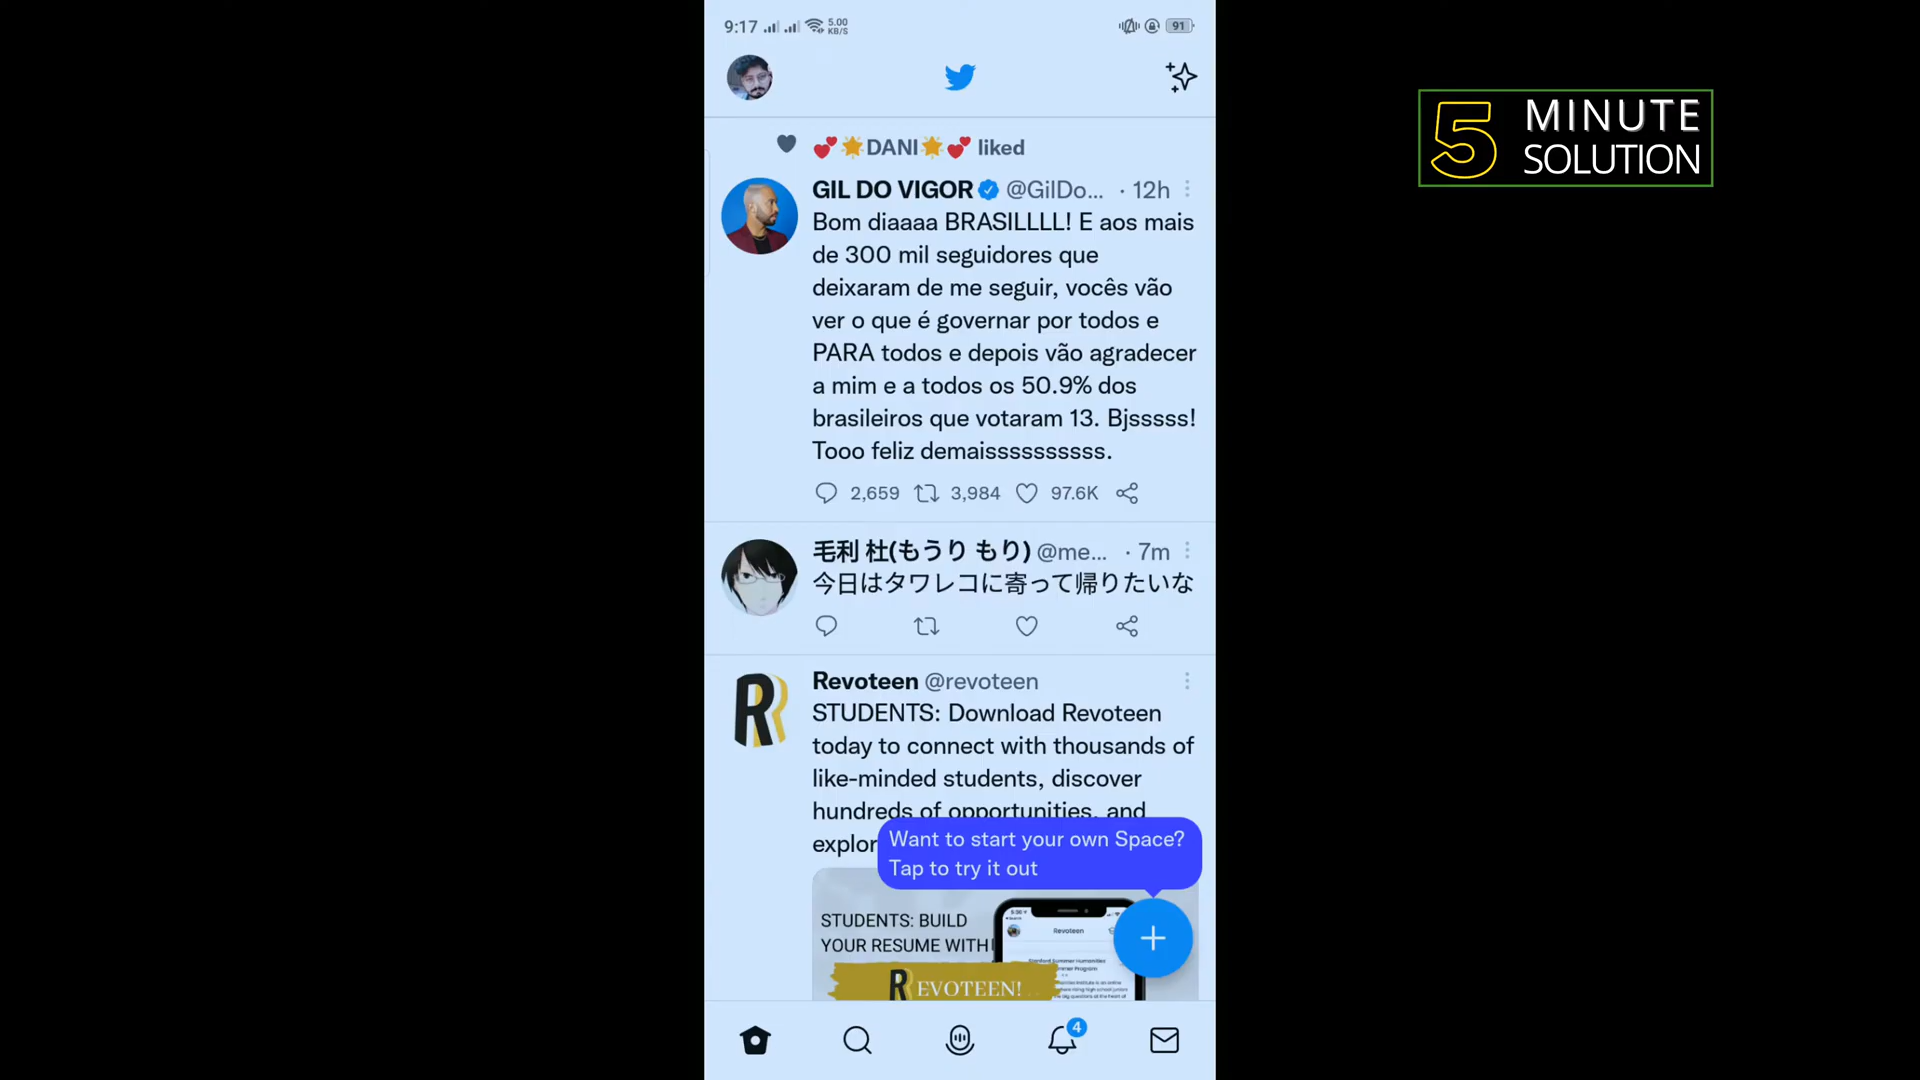 9:17
5.00
KB/S
91
5 MINUTE
SOLUTION
💕🌟DANI🌟💕 liked
GIL DO VIGOR @GilDo... · 12h
Bom diaaaa BRASILLLL! E aos mais
de 300 mil seguidores que
deixaram de me seguir, vocês vão
ver o que é governar por todos e
PARA todos e depois vão agradecer
a mim e a todos os 50.9% dos
brasileiros que votaram 13. Bjsssss!
Tooo feliz demaissssssssss.
2,659 3,984 97.6K
毛利 杜(もうり もり) @me... · 7m
今日はタワレコに寄って帰りたいな
Revoteen @revoteen
STUDENTS: Download Revoteen
today to connect with thousands of
like-minded students, discover
hundreds of opportunities, and
explor
Want to start your own Space?
Tap to try it out
STUDENTS: BUILD
YOUR RESUME WITH
REVOTEEN!
Revoteen
4